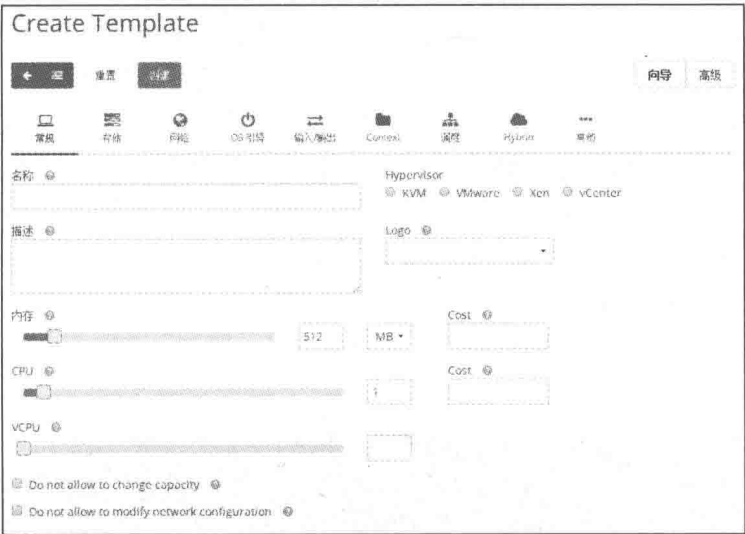 Create Template
重置 创建
向导 高级
常规 存储 网络 OS 引导 输入/输出 Context 调度 Hybrid 其他
名称
Hypervisor
KVM VMware Xen vCenter
描述
Logo
内存
Cost
512 MB
CPU
Cost
1
VCPU
Do not allow to change capacity
Do not allow to modify network configuration